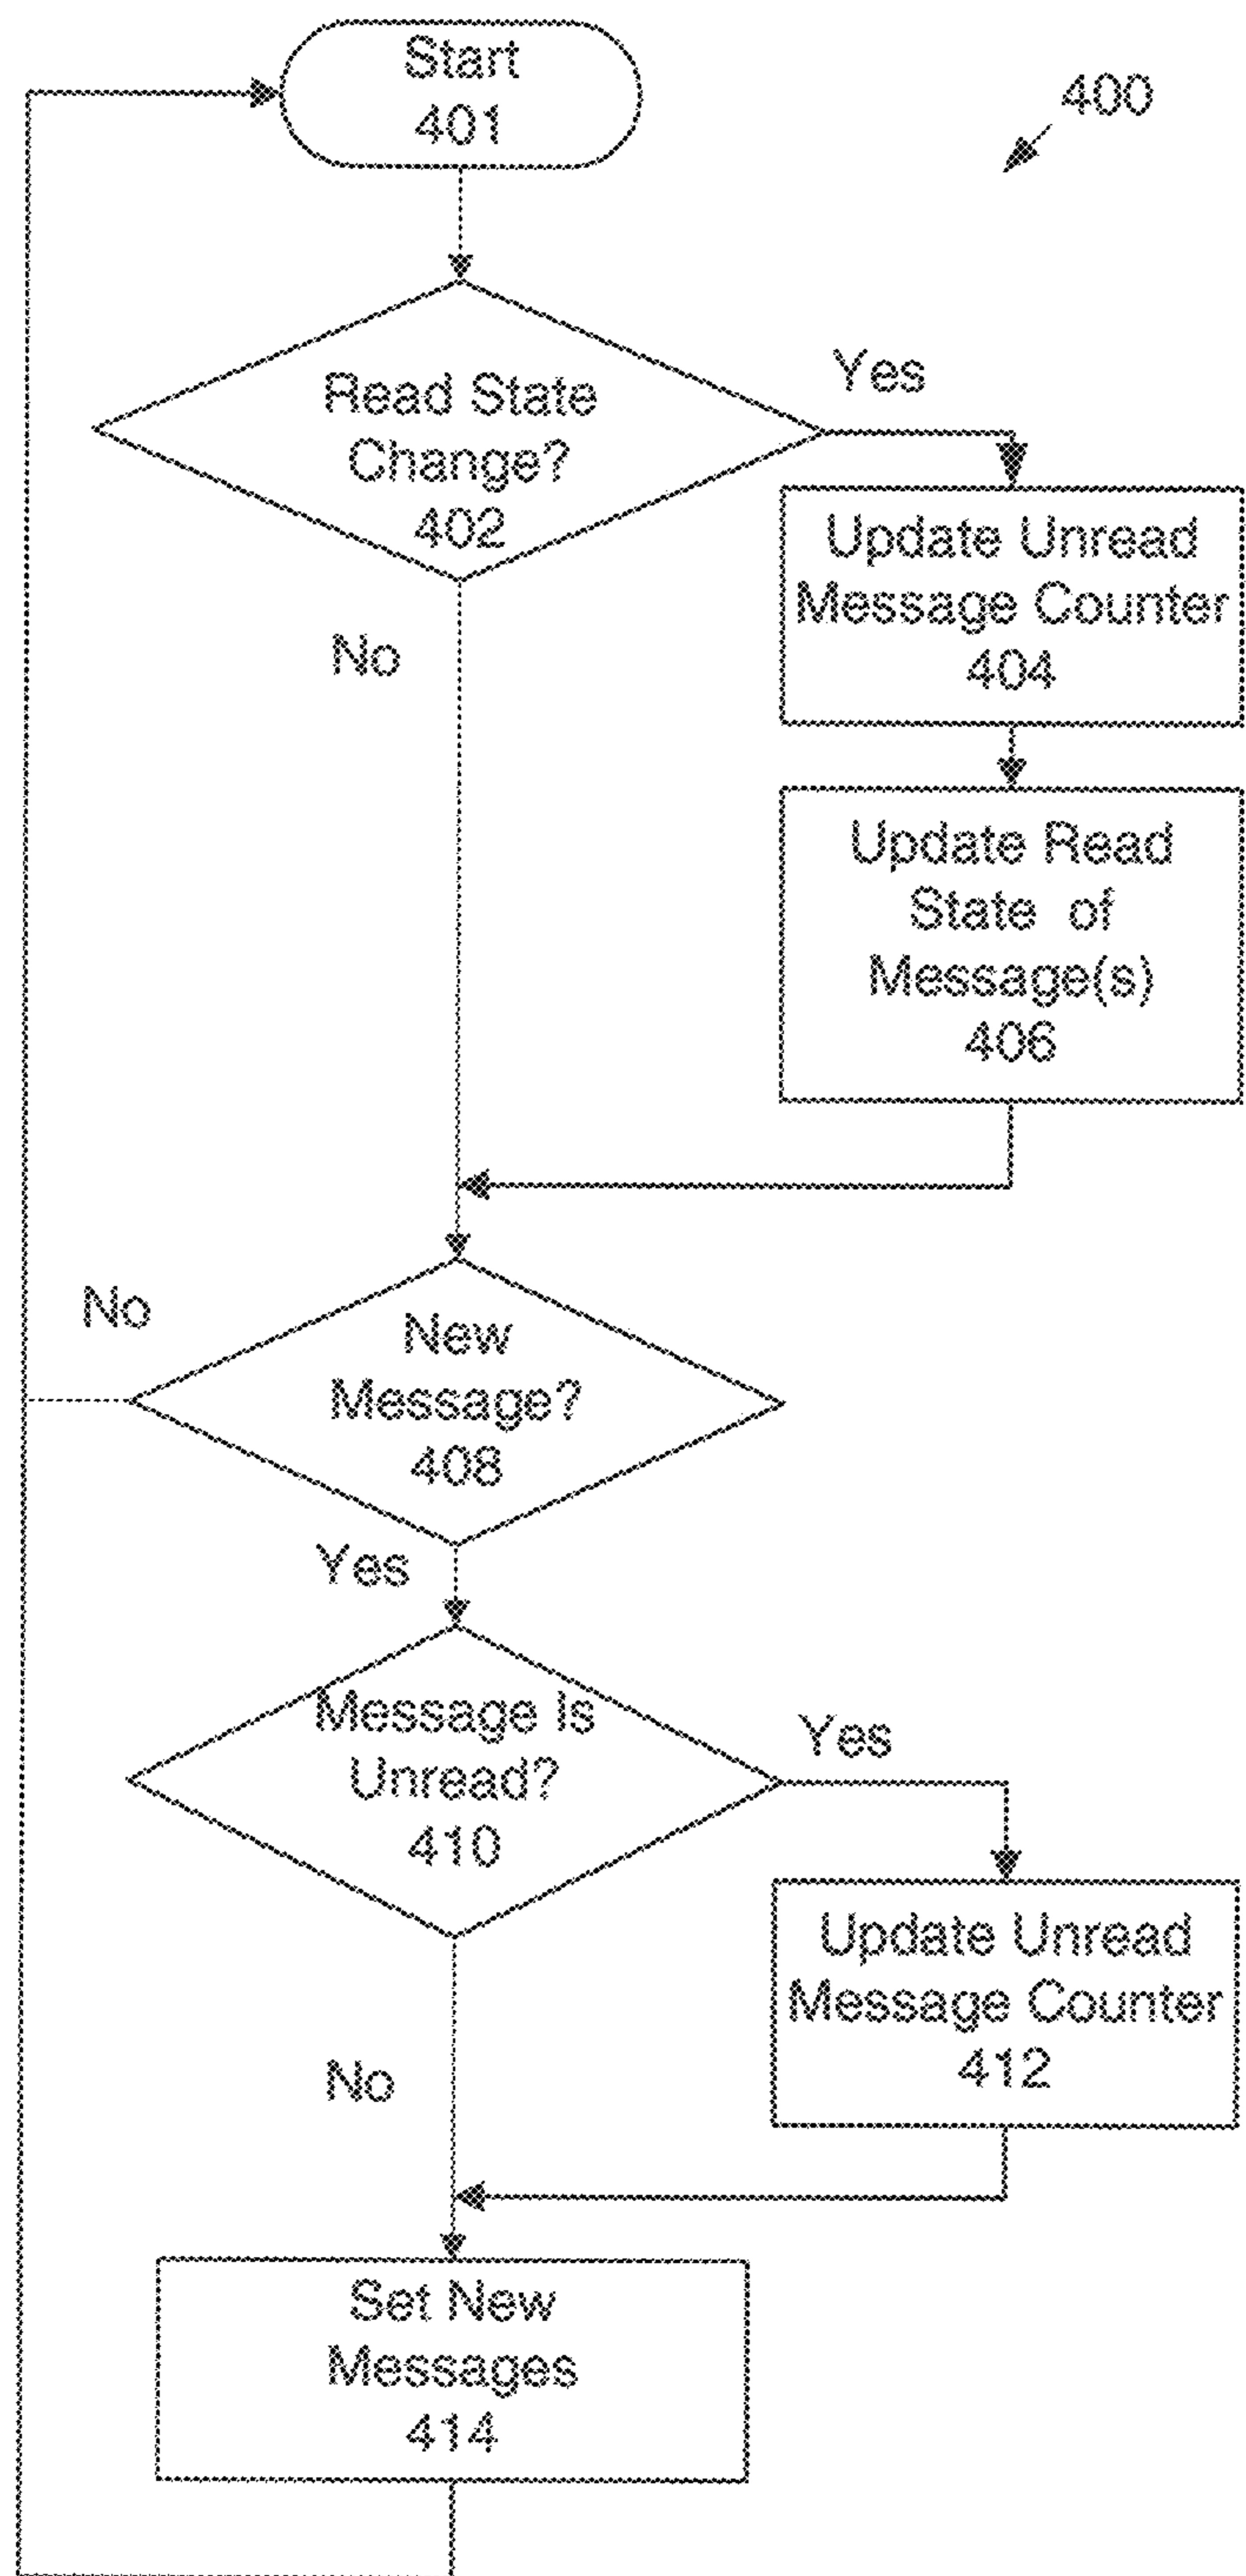 Start
401
400
Read State
Change?
402
Yes
No
Update Unread
Message Counter
404
Update Read
State of
Message(s)
406
No
New
Message?
408
Yes
Message is
Unread?
410
Yes
Update Unread
Message Counter
412
No
Set New
Messages
414